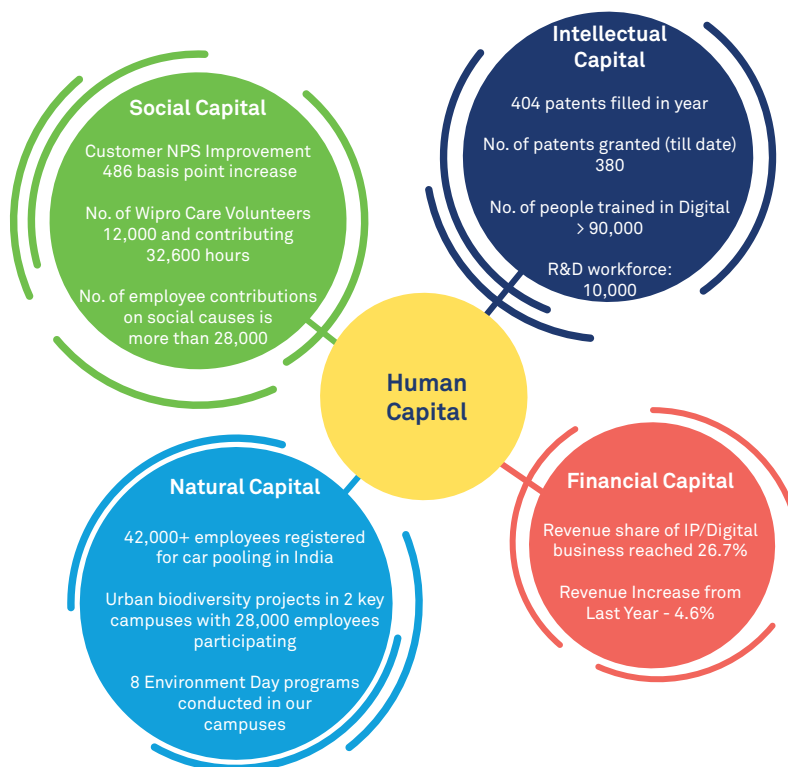 Social Capital
Customer NPS Improvement
486 basis point increase
No. of Wipro Care Volunteers
12,000 and contributing
32,600 hours
No. of employee contributions
on social causes is
more than 28,000
Intellectual
Capital
404 patents filled in year
No. of patents granted (till date)
380
No. of people trained in Digital
> 90,000
R&D workforce:
10,000
Human
Capital
Natural Capital
42,000+ employees registered
for car pooling in India
Urban biodiversity projects in 2 key
campuses with 28,000 employees
participating
8 Environment Day programs
conducted in our
campuses
Financial Capital
Revenue share of IP/Digital
business reached 26.7%
Revenue Increase from
Last Year - 4.6%